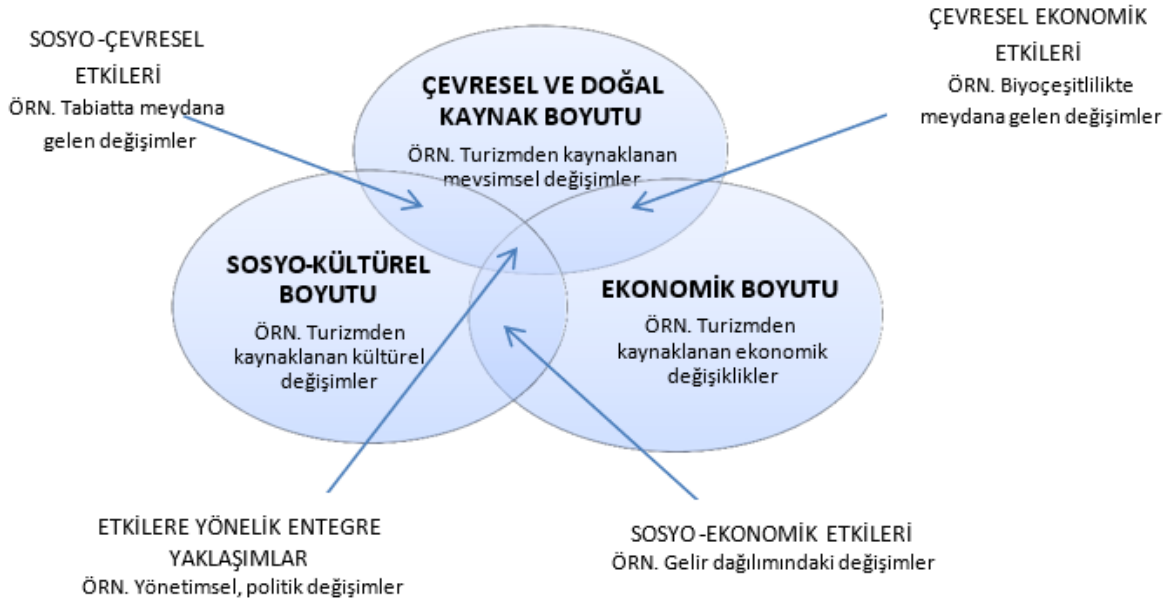 SOSYO-ÇEVRESEL
ETKİLERİ
ÖRN. Tabiatta meydana
gelen değişimler
ÇEVRESEL EKONOMİK
ETKİLERİ
ÖRN. Biyoçeşitlilikte
meydana gelen değişimler
ÇEVRESEL VE DOĞAL
KAYNAK BOYUTU
ÖRN. Turizmden kaynaklanan
mevsimsel değişimler
SOSYO-KÜLTÜREL
BOYUTU
ÖRN. Turizmden
kaynaklanan kültürel
değişimler
EKONOMİK BOYUTU
ÖRN. Turizmden
kaynaklanan ekonomik
değişiklikler
ETKİLERE YÖNELİK ENTEGRE
YAKLAŞIMLAR
ÖRN. Yönetimsel, politik değişimler
SOSYO-EKONOMİK ETKİLERİ
ÖRN. Gelir dağılımındaki değişimler